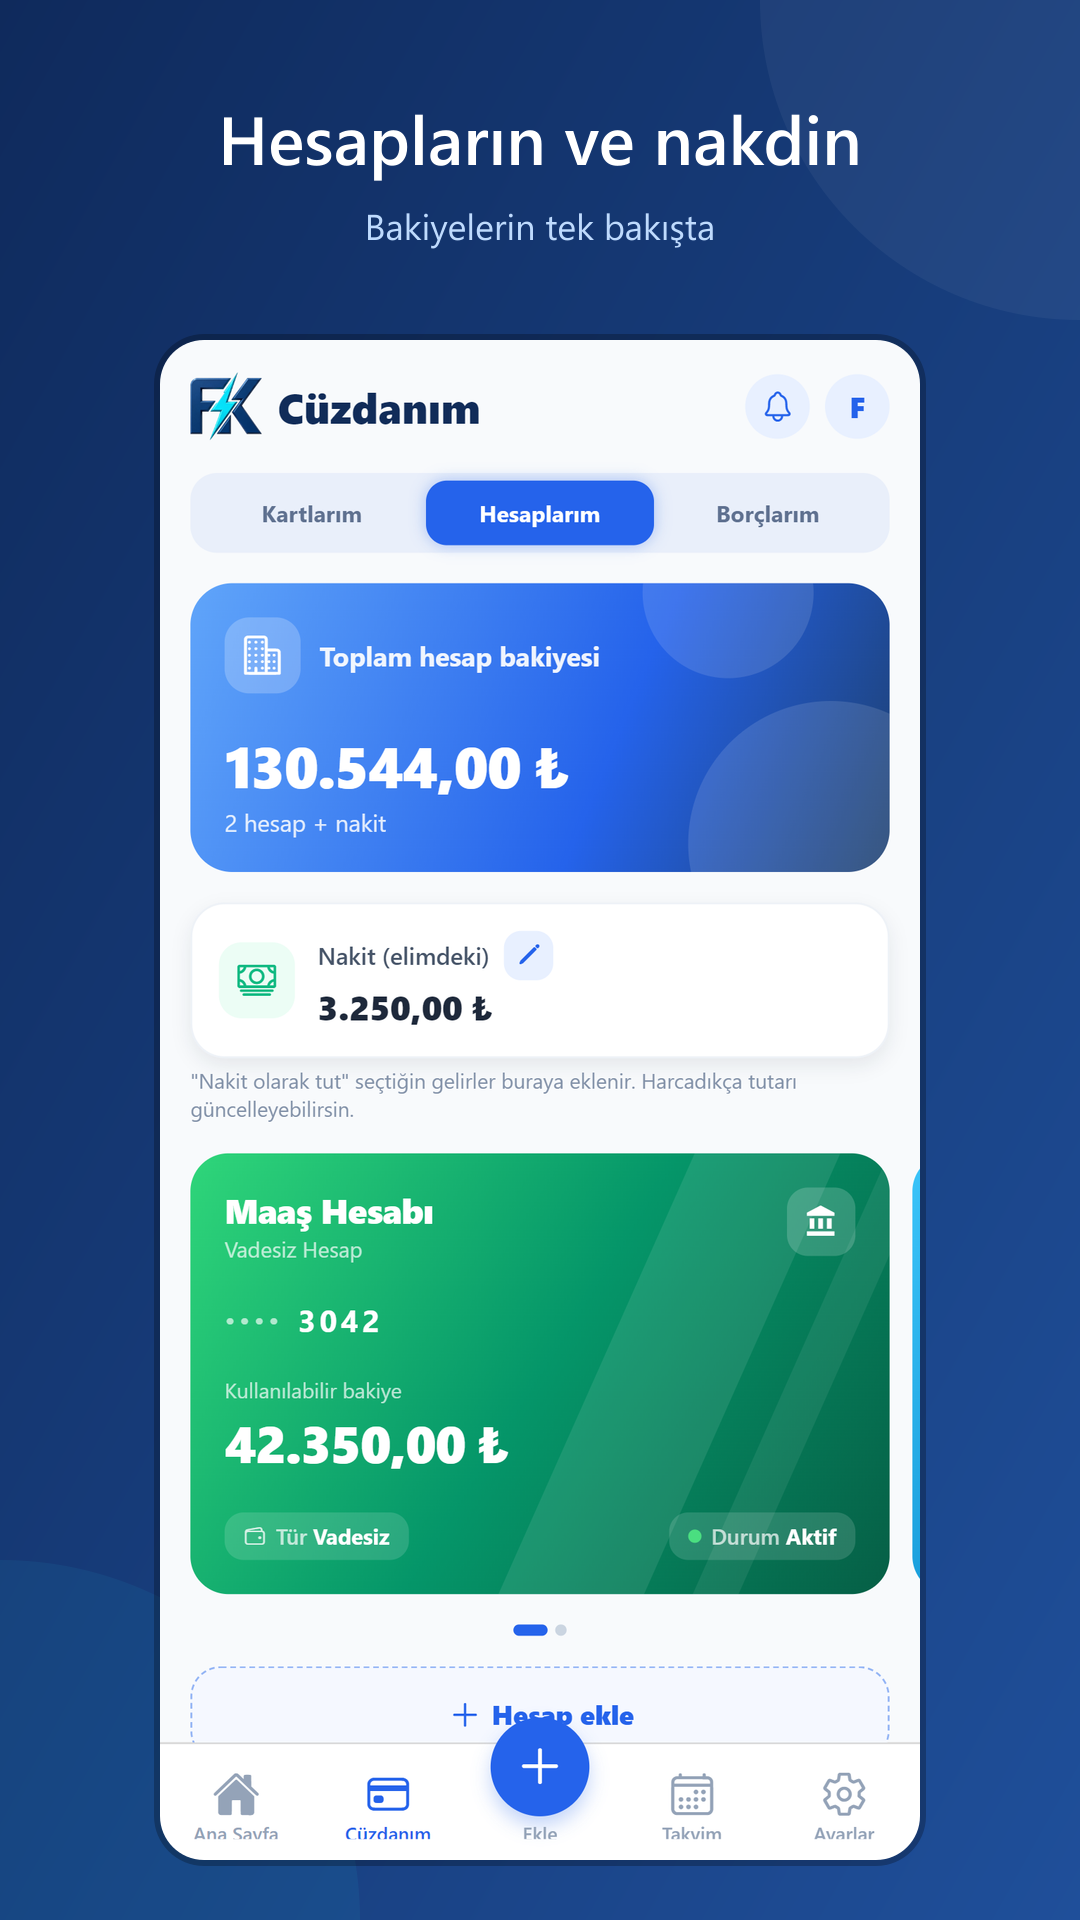 Hesapların ve nakdin
Bakiyelerin tek bakışta
FK Cüzdanım
F
Kartlarım Hesaplarım Borçlarım
Toplam hesap bakiyesi
130.544,00 ₺
2 hesap + nakit
Nakit (elimdeki)
3.250,00 ₺
"Nakit olarak tut" seçtiğin gelirler buraya eklenir. Harcadıkça tutarı
güncelleyebilirsin.
Maaş Hesabı
Vadesiz Hesap
•••• 3042
Kullanılabilir bakiye
42.350,00 ₺
Tür Vadesiz Durum Aktif
+ Hesap ekle
Ana Sayfa Cüzdanım Ekle Takvim Ayarlar